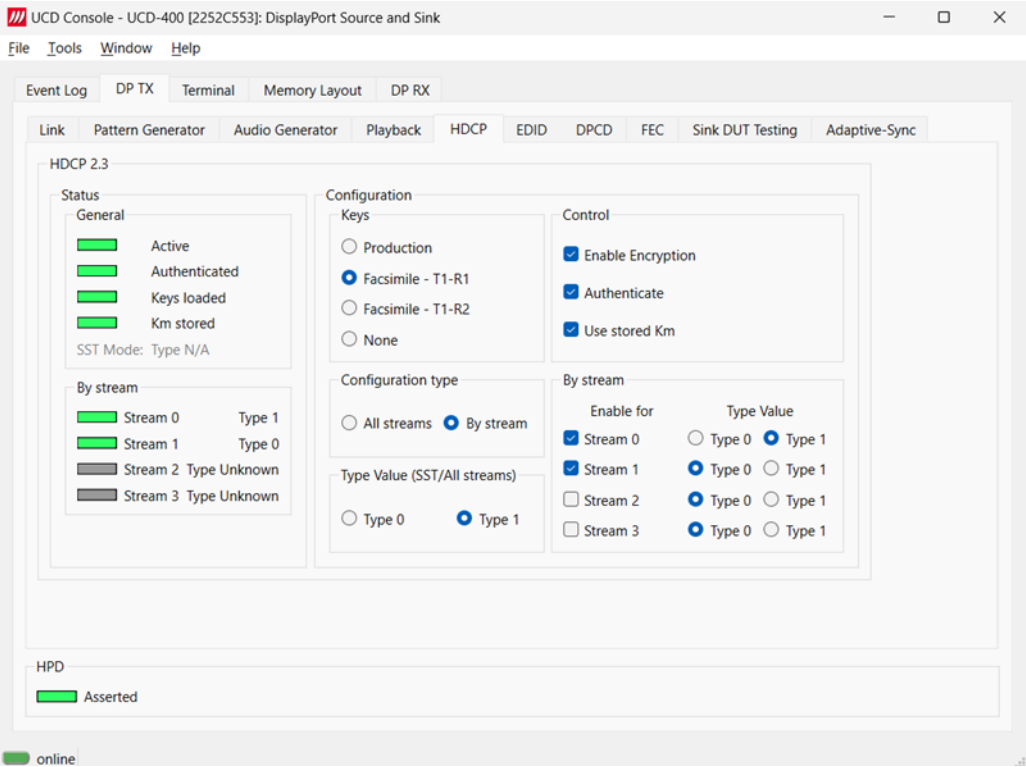 UCD Console - UCD-400 [2252C553]: DisplayPort Source and Sink
File Tools Window Help
Event Log DP TX Terminal Memory Layout DP RX
Link Pattern Generator Audio Generator Playback HDCP EDID DPCD FEC Sink DUT Testing Adaptive-Sync
HDCP 2.3
Status
General
Active
Authenticated
Keys loaded
Km stored
SST Mode: Type N/A
By stream
Stream 0 Type 1
Stream 1 Type 0
Stream 2 Type Unknown
Stream 3 Type Unknown
Configuration
Keys
Production
Facsimile - T1-R1
Facsimile - T1-R2
None
Control
Enable Encryption
Authenticate
Use stored Km
Configuration type
All streams By stream
Type Value (SST/All streams)
Type 0 Type 1
By stream
Enable for Type Value
Stream 0 Type 0 Type 1
Stream 1 Type 0 Type 1
Stream 2 Type 0 Type 1
Stream 3 Type 0 Type 1
HPD
Asserted
online